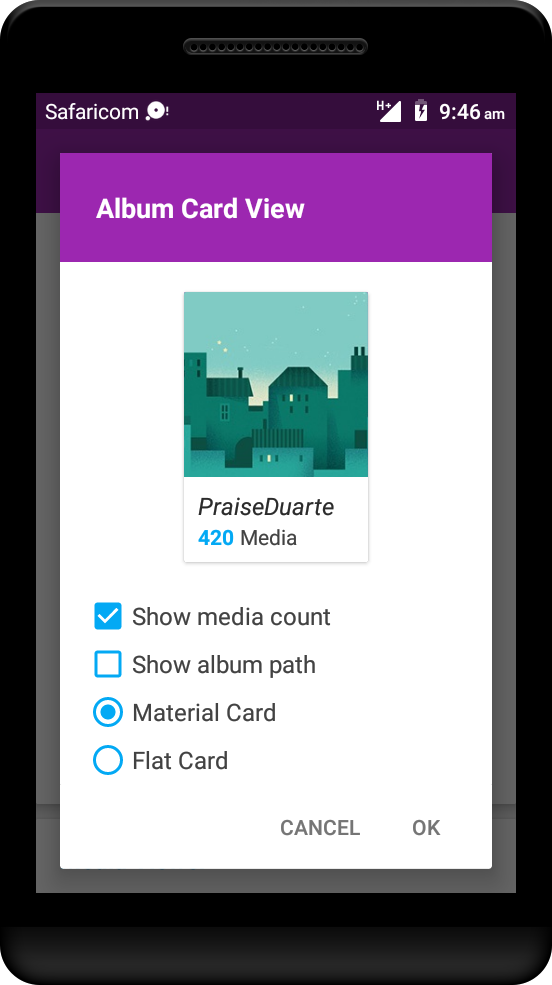 Safaricom
H+ 9:46 am
Album Card View
PraiseDuarte
420 Media
Show media count
Show album path
Material Card
Flat Card
CANCEL OK